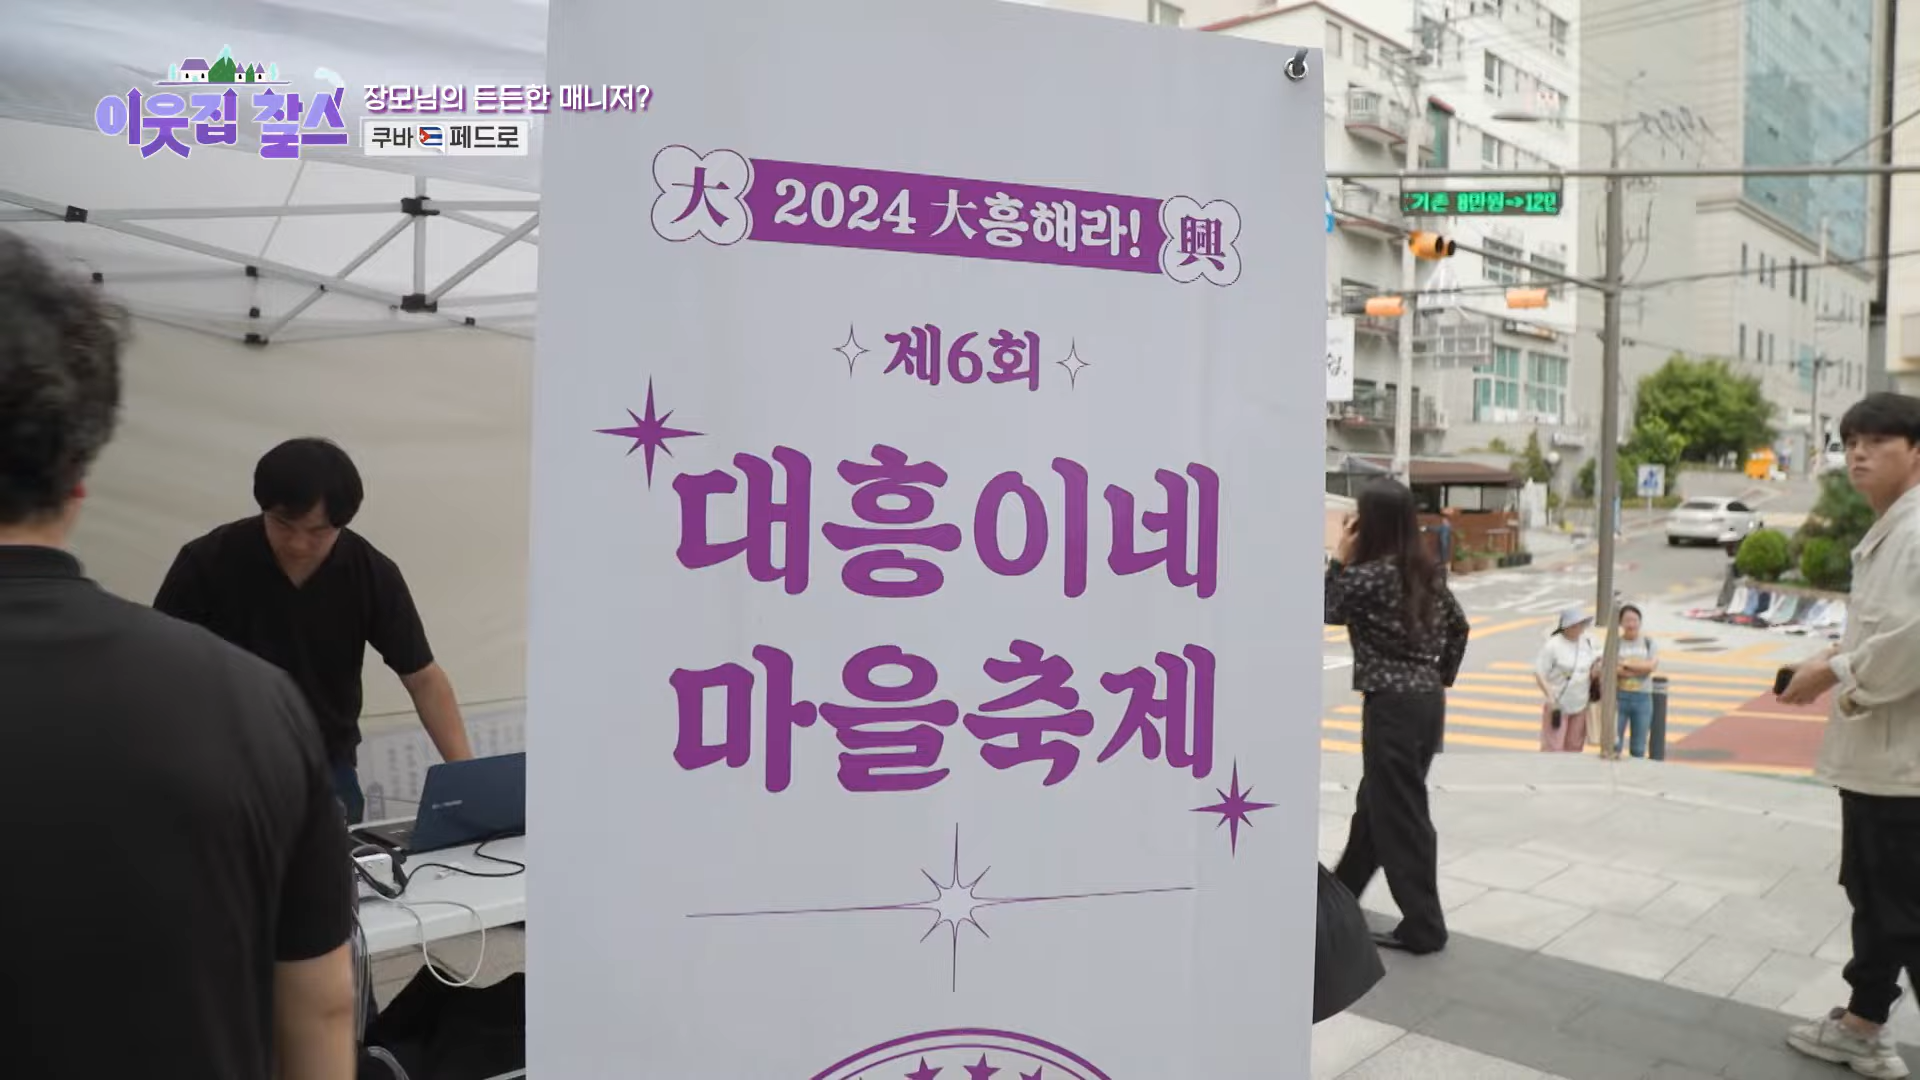 이웃집 찰스
장모님의 든든한 매니저?
쿠바 페드로
大 2024 大흥해라! 興
제6회
대흥이네
마을축제
기존 8만원->12만